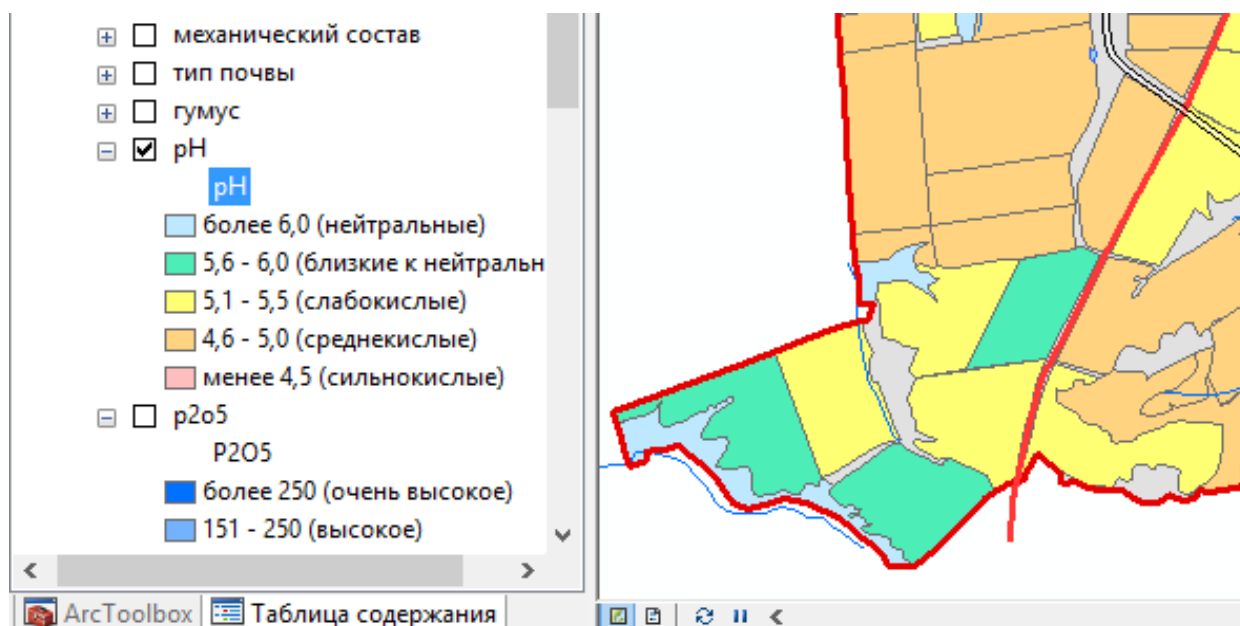 механический состав
тип почвы
гумус
pH
pH
более 6,0 (нейтральные)
5,6 - 6,0 (близкие к нейтральн
5,1 - 5,5 (слабокислые)
4,6 - 5,0 (среднекислые)
менее 4,5 (сильнокислые)
p2o5
P2O5
более 250 (очень высокое)
151 - 250 (высокое)
ArcToolbox
Таблица содержания